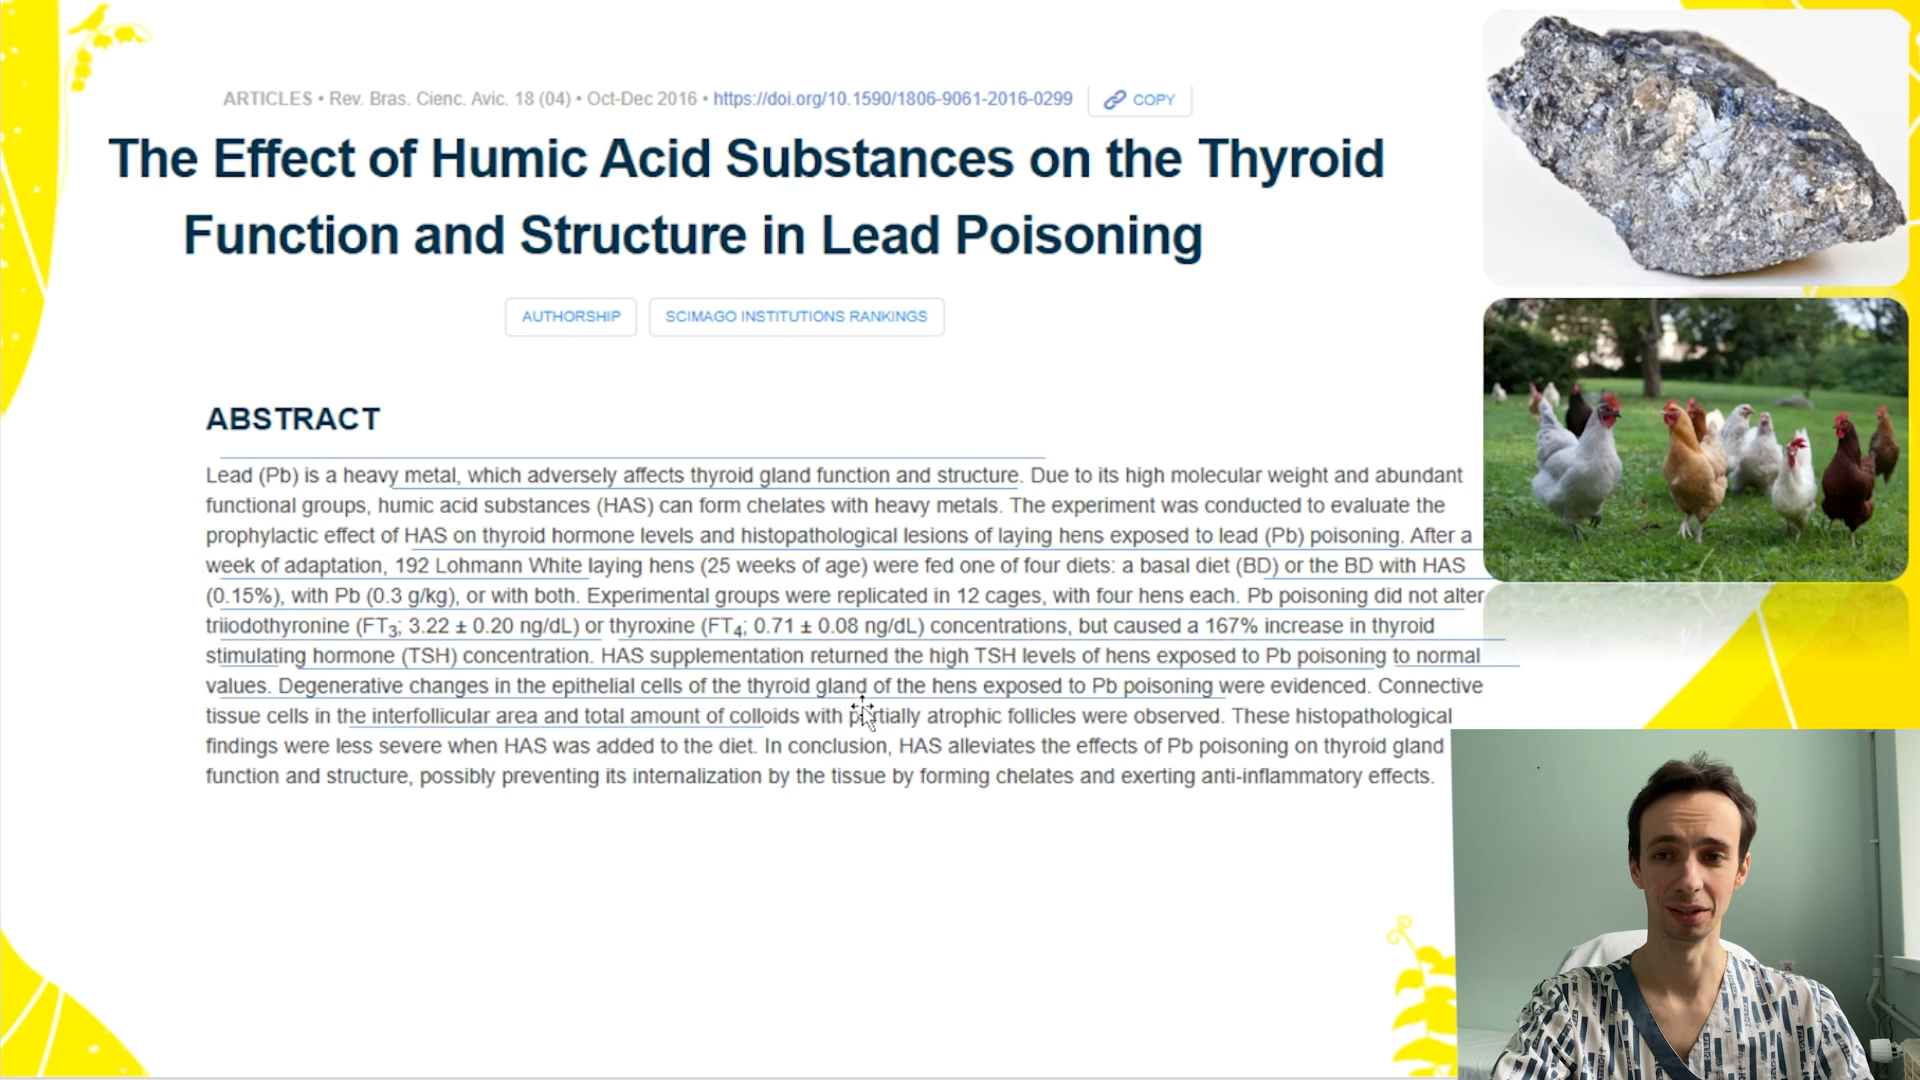 ARTICLES • Rev. Bras. Cienc. Avic. 18 (04) • Oct-Dec 2016 • https://doi.org/10.1590/1806-9061-2016-0299 COPY
The Effect of Humic Acid Substances on the Thyroid
Function and Structure in Lead Poisoning
AUTHORSHIP SCIMAGO INSTITUTIONS RANKINGS
ABSTRACT
Lead (Pb) is a heavy metal, which adversely affects thyroid gland function and structure. Due to its high molecular weight and abundant
functional groups, humic acid substances (HAS) can form chelates with heavy metals. The experiment was conducted to evaluate the
prophylactic effect of HAS on thyroid hormone levels and histopathological lesions of laying hens exposed to lead (Pb) poisoning. After a
week of adaptation, 192 Lohmann White laying hens (25 weeks of age) were fed one of four diets: a basal diet (BD) or the BD with HAS
(0.15%), with Pb (0.3 g/kg), or with both. Experimental groups were replicated in 12 cages, with four hens each. Pb poisoning did not alter
triiodothyronine (FT3; 3.22 ± 0.20 ng/dL) or thyroxine (FT4; 0.71 ± 0.08 ng/dL) concentrations, but caused a 167% increase in thyroid
stimulating hormone (TSH) concentration. HAS supplementation returned the high TSH levels of hens exposed to Pb poisoning to normal
values. Degenerative changes in the epithelial cells of the thyroid gland of the hens exposed to Pb poisoning were evidenced. Connective
tissue cells in the interfollicular area and total amount of colloids with partially atrophic follicles were observed. These histopathological
findings were less severe when HAS was added to the diet. In conclusion, HAS alleviates the effects of Pb poisoning on thyroid gland
function and structure, possibly preventing its internalization by the tissue by forming chelates and exerting anti-inflammatory effects.